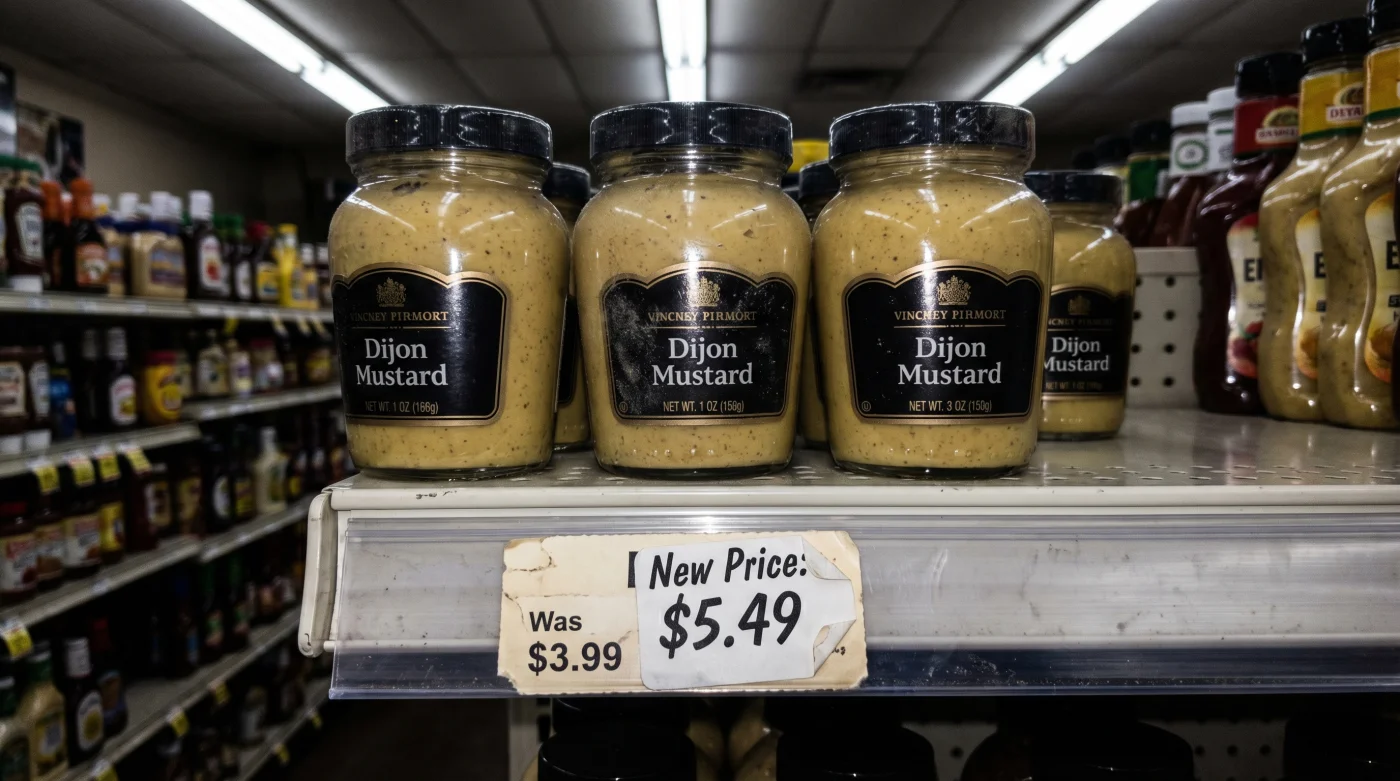 VINCNEY PIRMORT
Dijon
Mustard
NET WT. 1 OZ (166g)
VINCNEY PIRMORT
Dijon
Mustard
NET WT. 1 OZ (159g)
VINCNEY PIRMORT
Dijon
Mustard
NET WT. 3 OZ (150g)
Dijon
Mustard
New Price:
$5.49
Was
$3.99